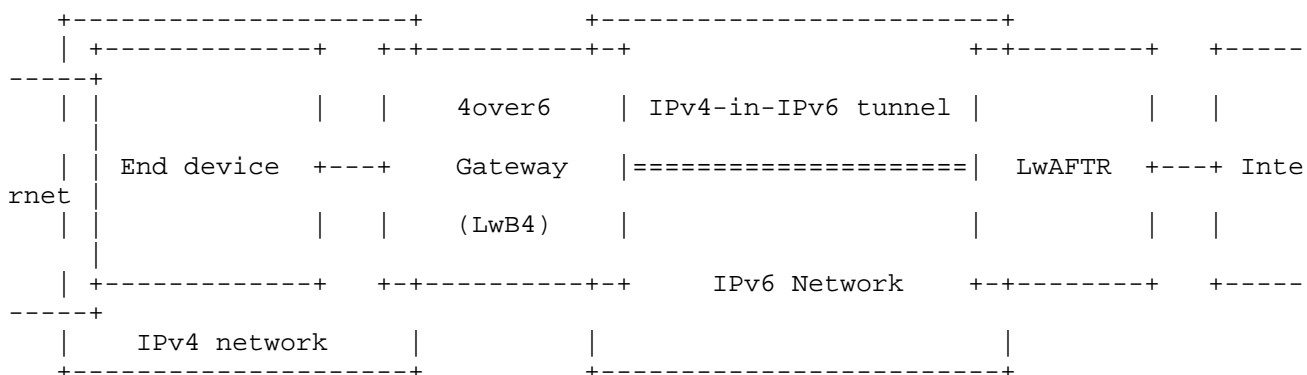 +---------------------+          +-------------------------+
| +-------------+   +-+----------+-+                     +-+--------+   +-----
-----+
| |             |   |   4over6     | IPv4-in-IPv6 tunnel |          |   |
|
| | End device  +---+   Gateway    |=====================|  LwAFTR  +---+ Inte
rnet |
| |             |   |   (LwB4)     |                     |          |   |
|
| +-------------+   +-+----------+-+     IPv6 Network    +-+--------+   +-----
-----+
|    IPv4 network     |          |                         |
+---------------------+          +-------------------------+